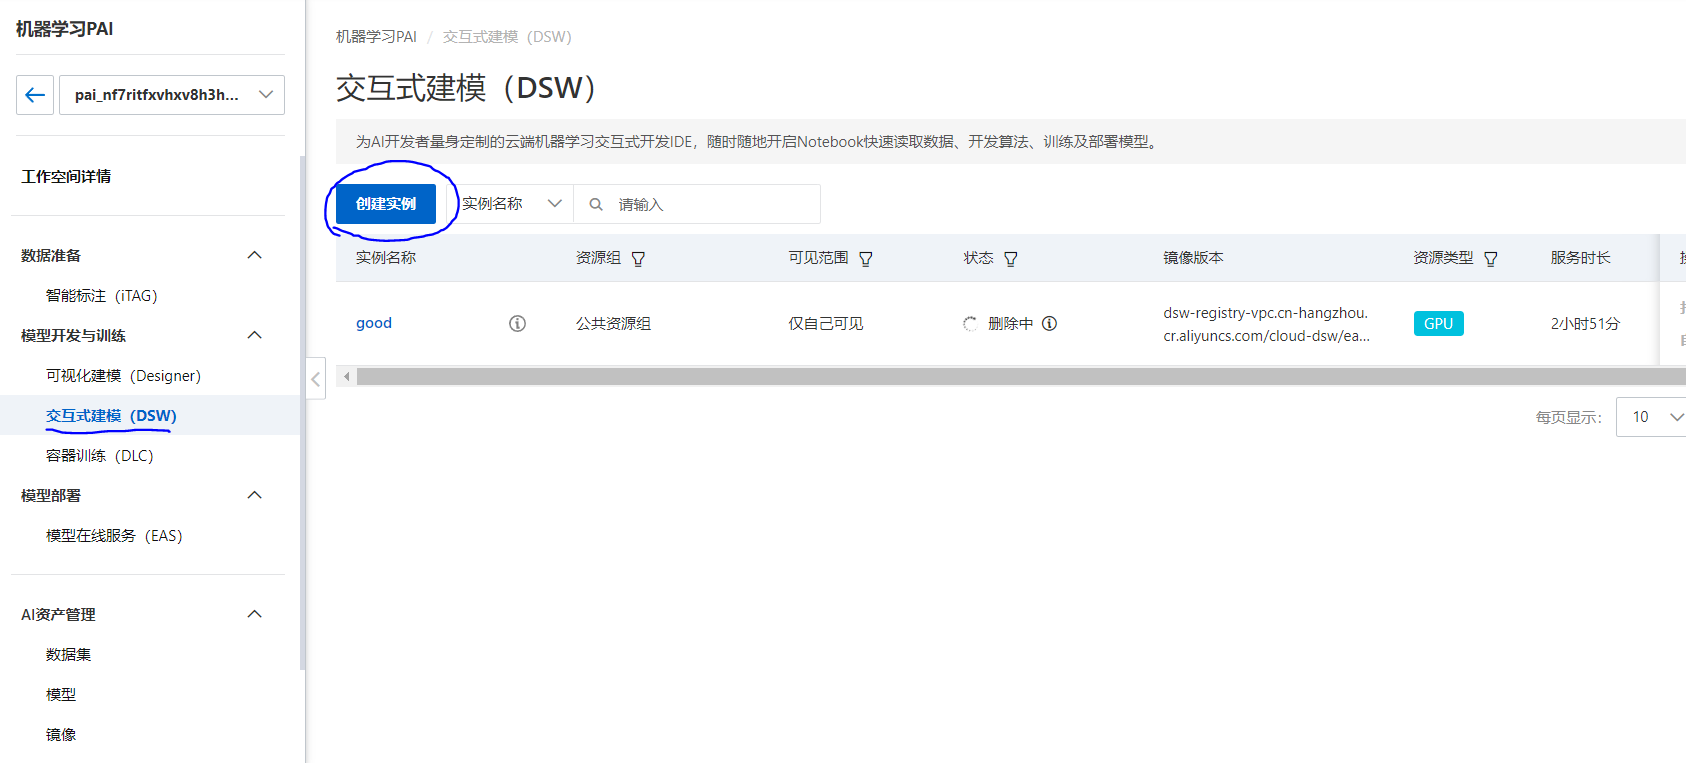 机器学习PAI
pai_nf7ritfxvhxv8h3h...
工作空间详情
数据准备
智能标注（iTAG）
模型开发与训练
可视化建模（Designer）
交互式建模（DSW）
容器训练（DLC）
模型部署
模型在线服务（EAS）
AI资产管理
数据集
模型
镜像
机器学习PAI / 交互式建模（DSW）
交互式建模（DSW）
为AI开发者量身定制的云端机器学习交互式开发IDE，随时随地开启Notebook快速读取数据、开发算法、训练及部署模型。
创建实例 实例名称 请输入
实例名称 资源组 可见范围 状态 镜像版本 资源类型 服务时长
good 公共资源组 仅自己可见 删除中 dsw-registry-vpc.cn-hangzhou.
cr.aliyuncs.com/cloud-dsw/ea... GPU 2小时51分
每页显示： 10